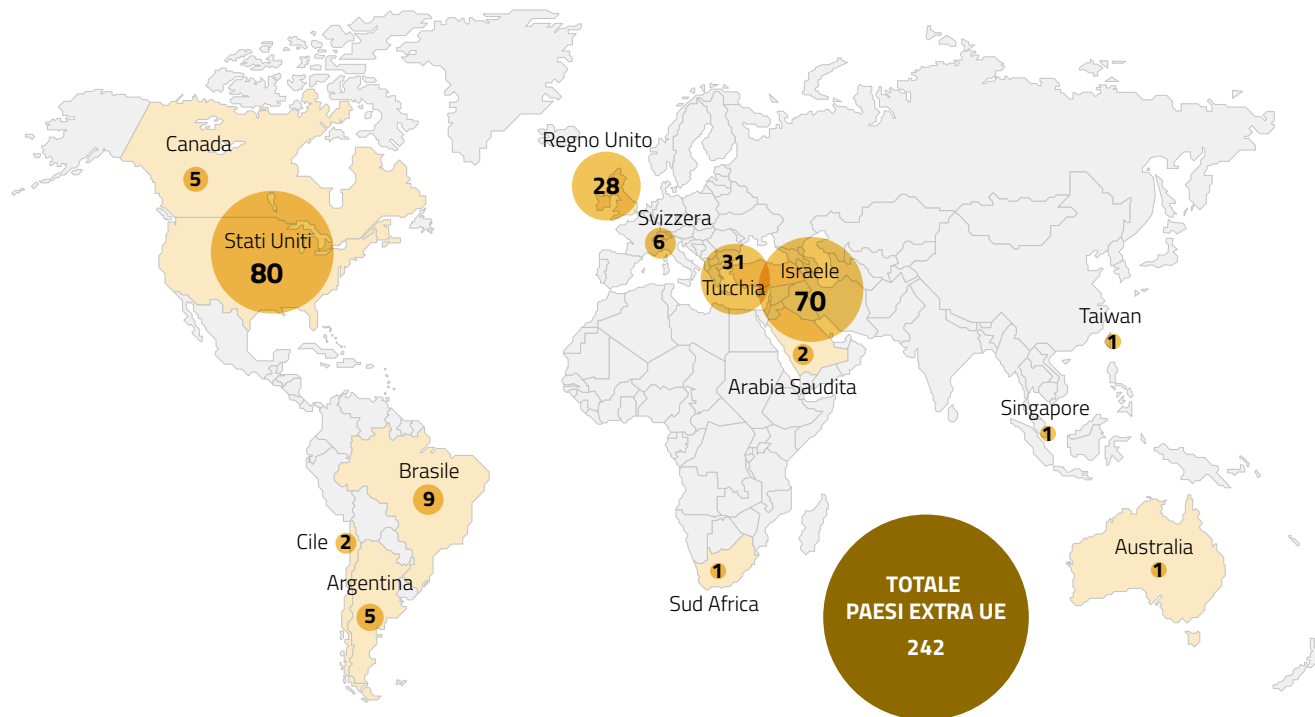 Canada
5
Stati Uniti
80
Regno Unito
28
Svizzera
6
31
Turchia
Israele
70
2
Arabia Saudita
Taiwan
1
Singapore
1
Brasile
9
Cile
2
Argentina
5
1
Sud Africa
Australia
1
TOTALE
PAESI EXTRA UE
242